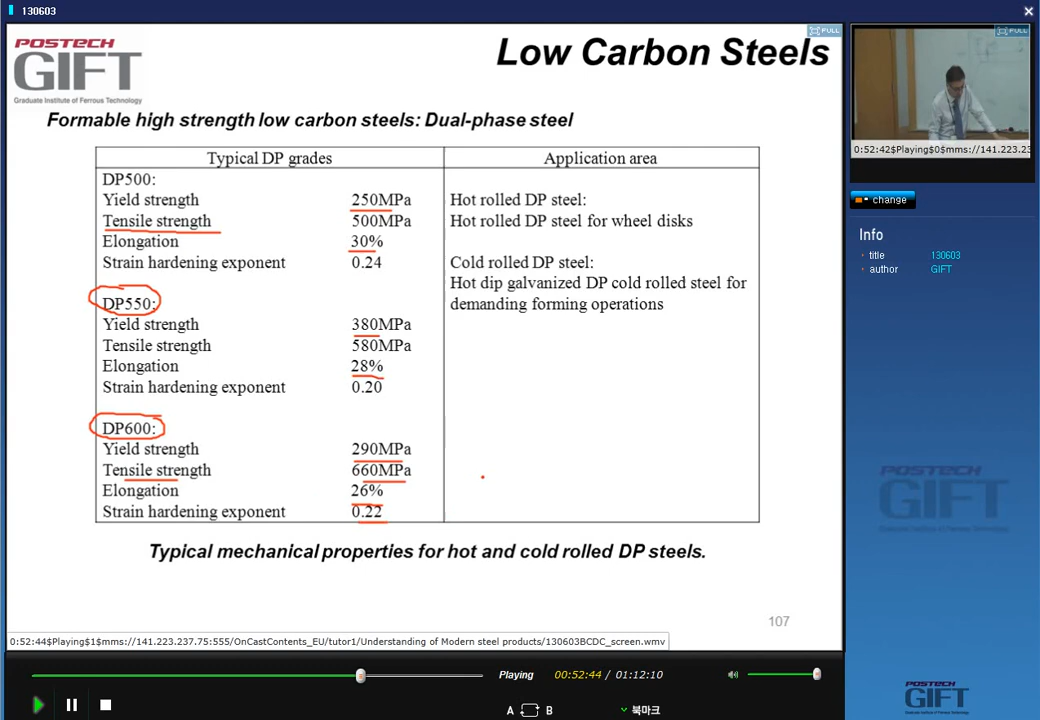 130603
POSTECH
GIFT
Graduate Institute of Ferrous Technology
Low Carbon Steels
FULL
FULL
Formable high strength low carbon steels: Dual-phase steel
Typical DP grades Application area
DP500:
Yield strength 250MPa Hot rolled DP steel:
Tensile strength 500MPa Hot rolled DP steel for wheel disks
Elongation 30%
Strain hardening exponent 0.24 Cold rolled DP steel:
Hot dip galvanized DP cold rolled steel for
DP550: demanding forming operations
Yield strength 380MPa
Tensile strength 580MPa
Elongation 28%
Strain hardening exponent 0.20
DP600:
Yield strength 290MPa
Tensile strength 660MPa
Elongation 26%
Strain hardening exponent 0.22
Typical mechanical properties for hot and cold rolled DP steels.
107
0:52:44$Playing$1$mms://141.223.237.75:555/OnCastContents_EU/tutor1/Understanding of Modern steel products/130603BCDC_screen.wmv
0:52:42$Playing$0$mms://141.223.23
change
Info
title 130603
author GIFT
POSTECH
GIFT
Playing 00:52:44 / 01:12:10
A B 북마크
POSTECH
GIFT